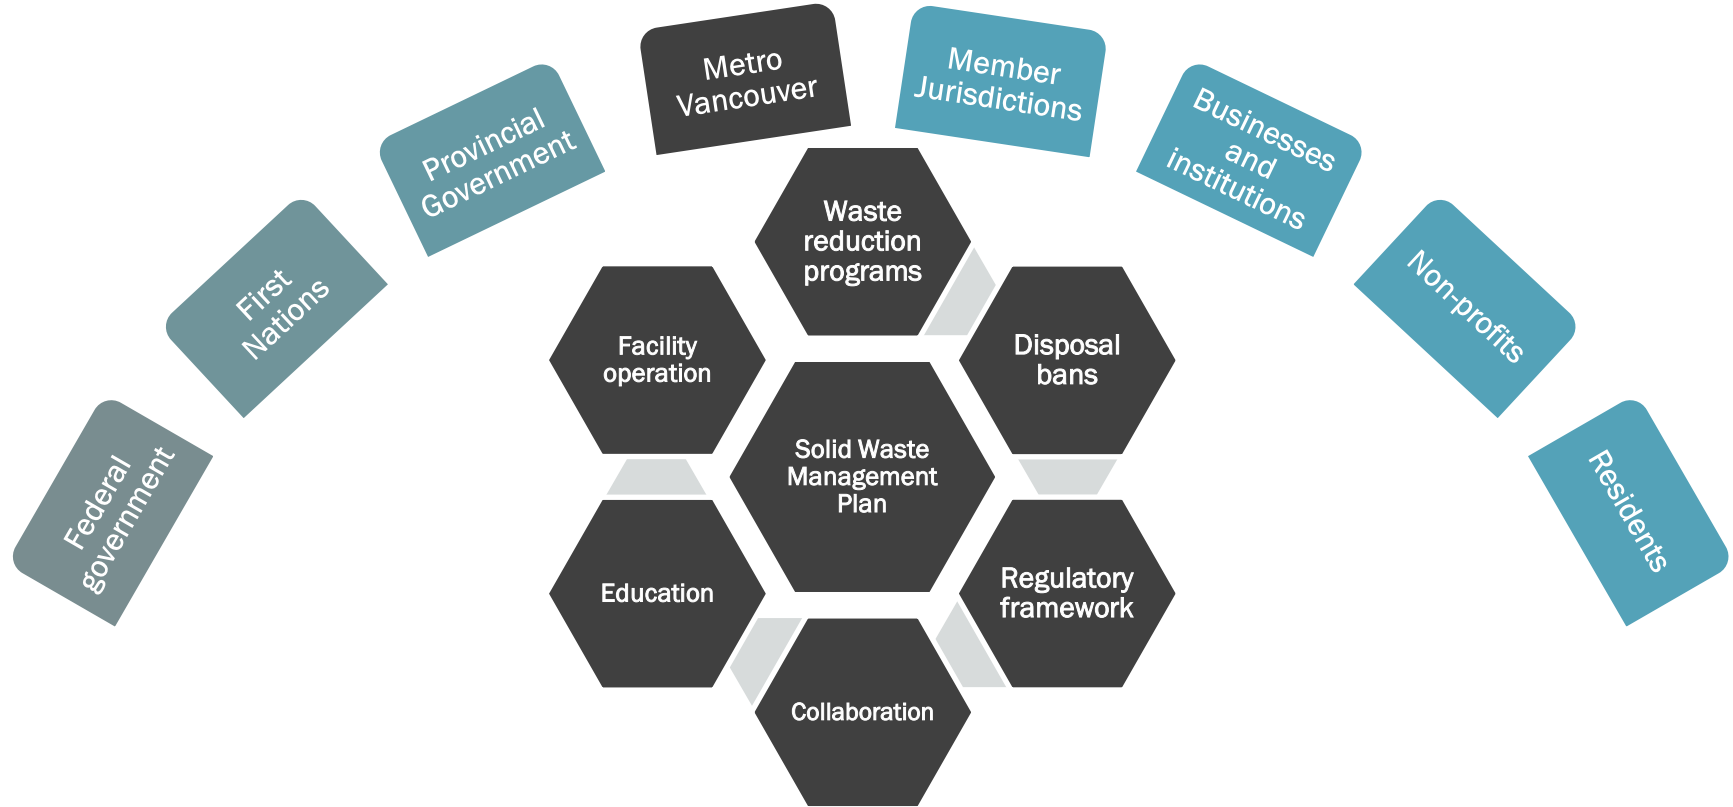 Federal
government
First
Nations
Provincial
Government
Metro
Vancouver
Member
Jurisdictions
Businesses
and
institutions
Non-profits
Residents
Waste
reduction
programs
Disposal
bans
Regulatory
framework
Collaboration
Education
Facility
operation
Solid Waste
Management
Plan